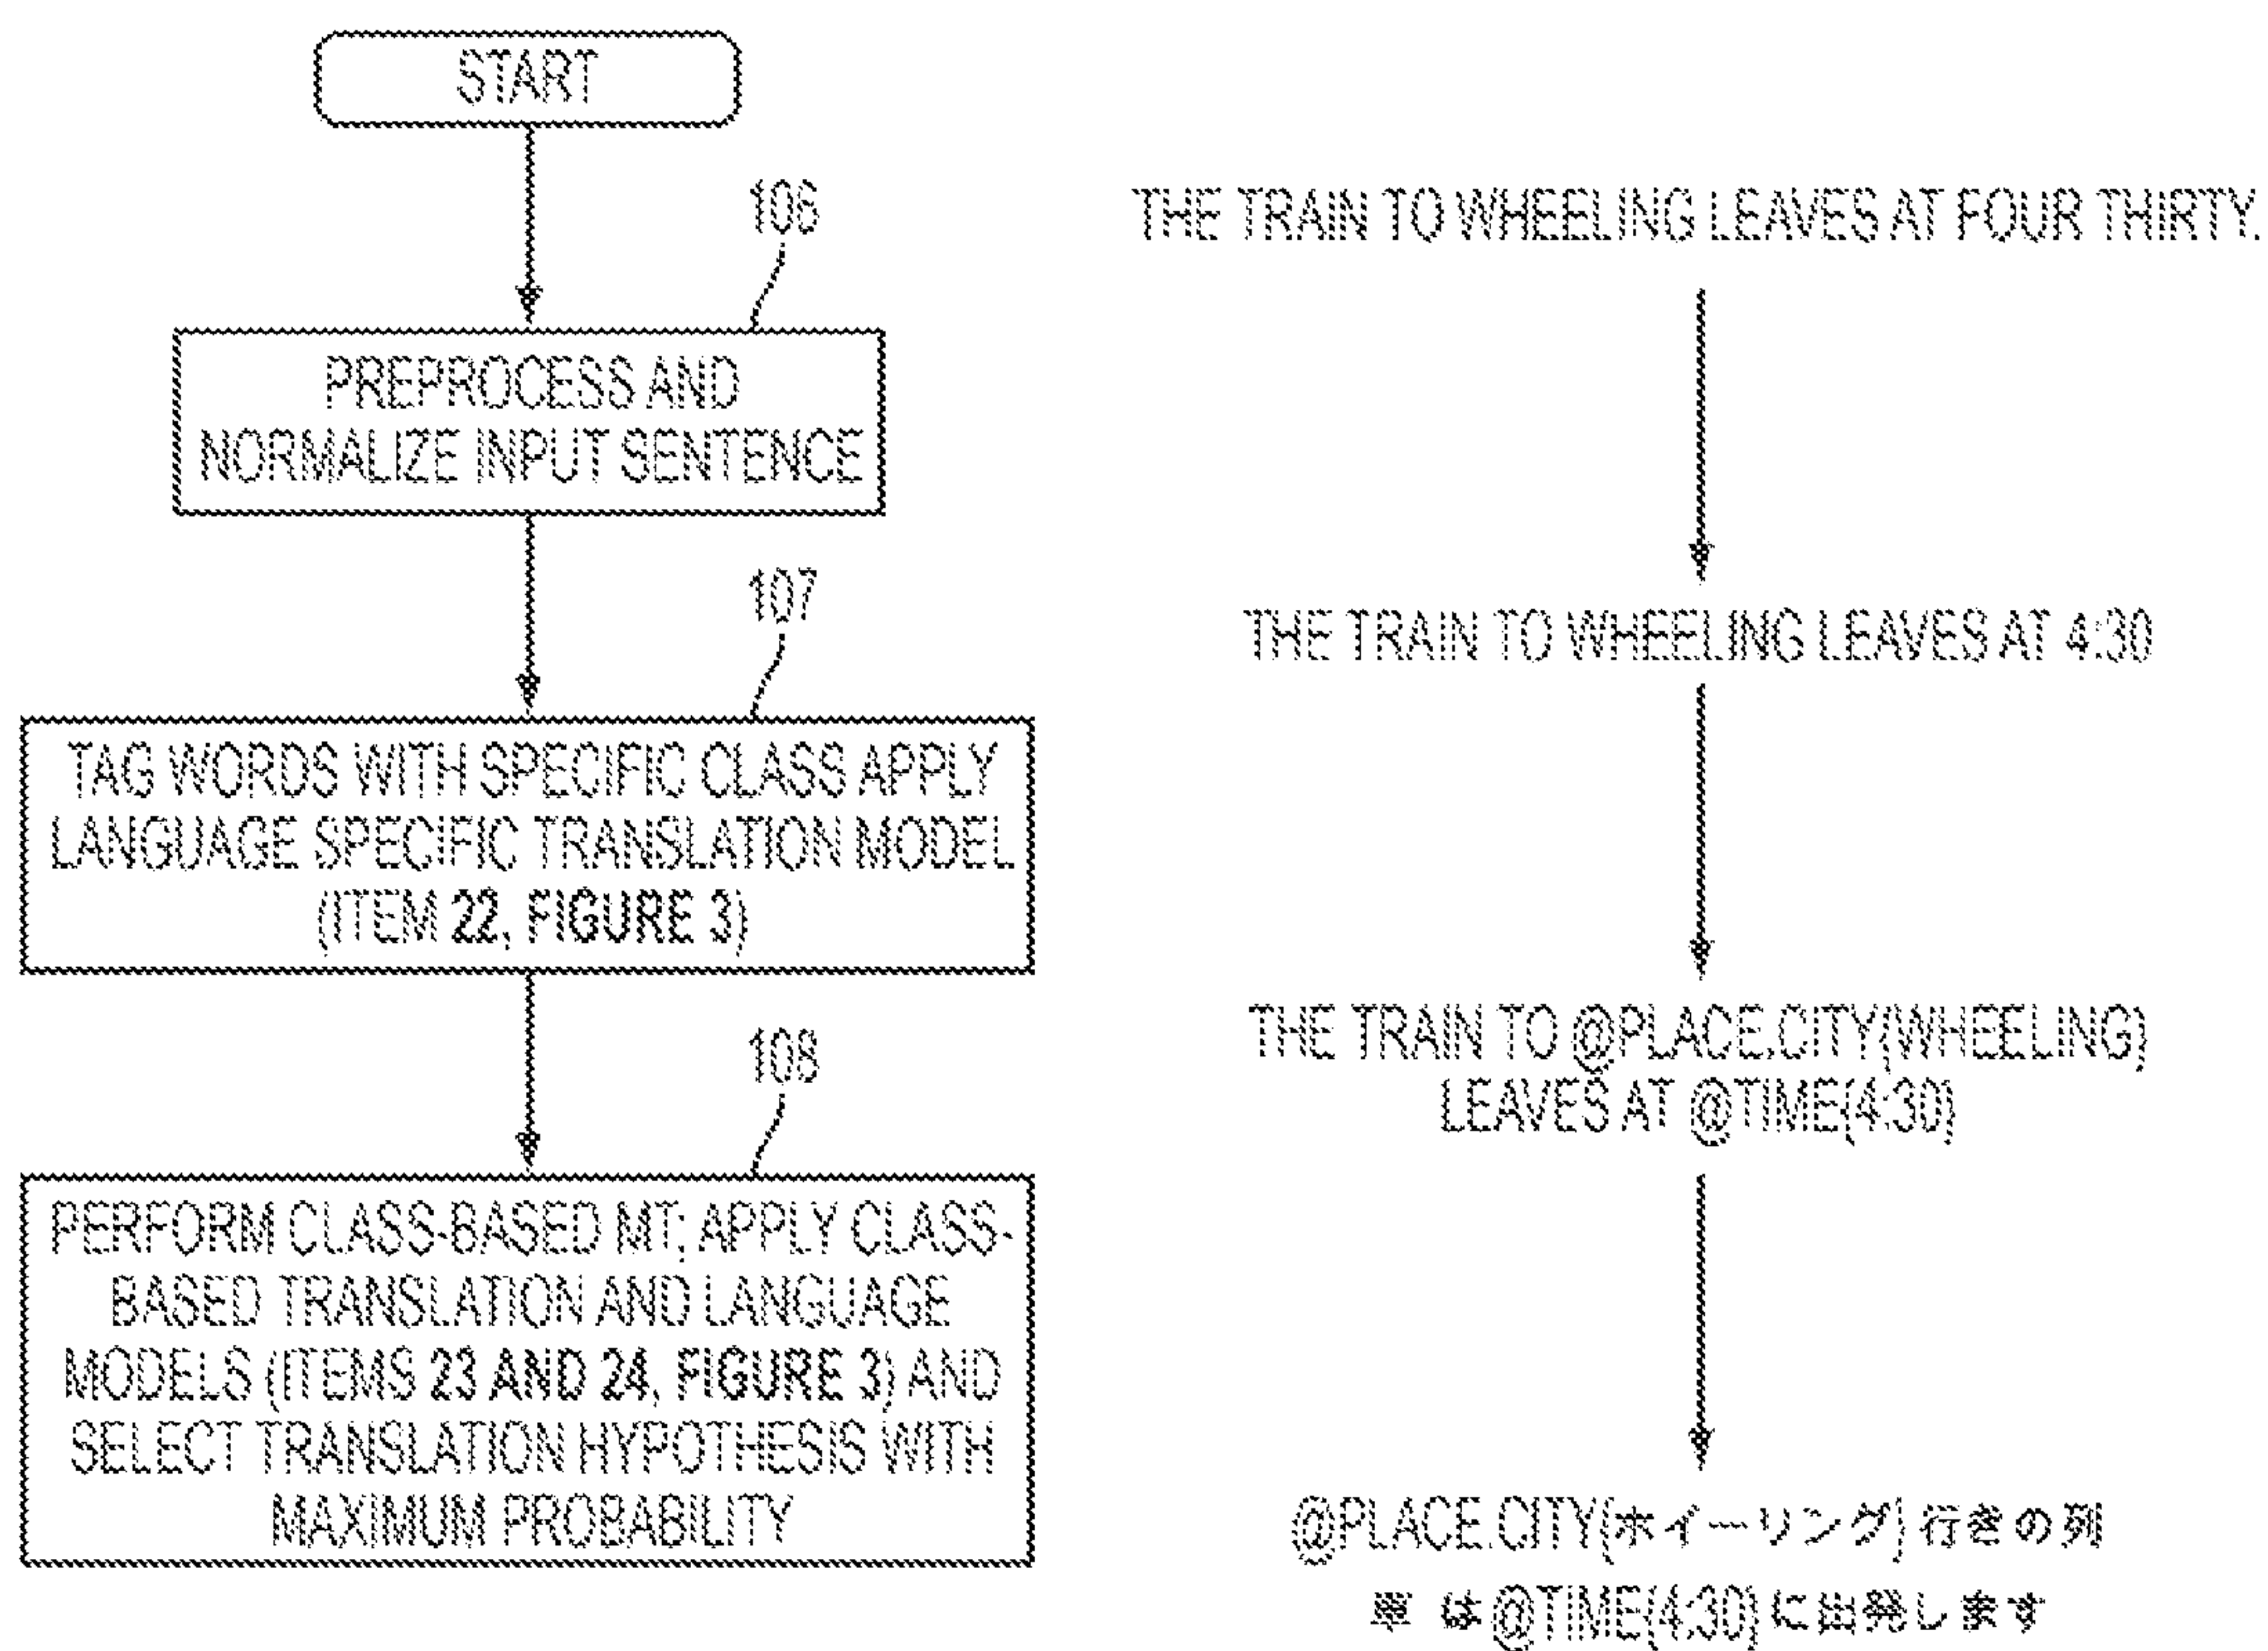 START
106
PREPROCESS AND
NORMALIZE INPUT SENTENCE
107
TAG WORDS WITH SPECIFIC CLASS APPLY
LANGUAGE SPECIFIC TRANSLATION MODEL
(ITEM 22, FIGURE 3)
108
PERFORM CLASS-BASED MT; APPLY CLASS-
BASED TRANSLATION AND LANGUAGE
MODELS (ITEMS 23 AND 24, FIGURE 3) AND
SELECT TRANSLATION HYPOTHESIS WITH
MAXIMUM PROBABILITY
THE TRAIN TO WHEELING LEAVES AT FOUR THIRTY.
THE TRAIN TO WHEELING LEAVES AT 4:30
THE TRAIN TO @PLACE.CITY(WHEELING)
LEAVES AT @TIME(4:30)
@PLACE.CITY(ホイーリング) 行きの列
車 は @TIME(4:30) に出発します